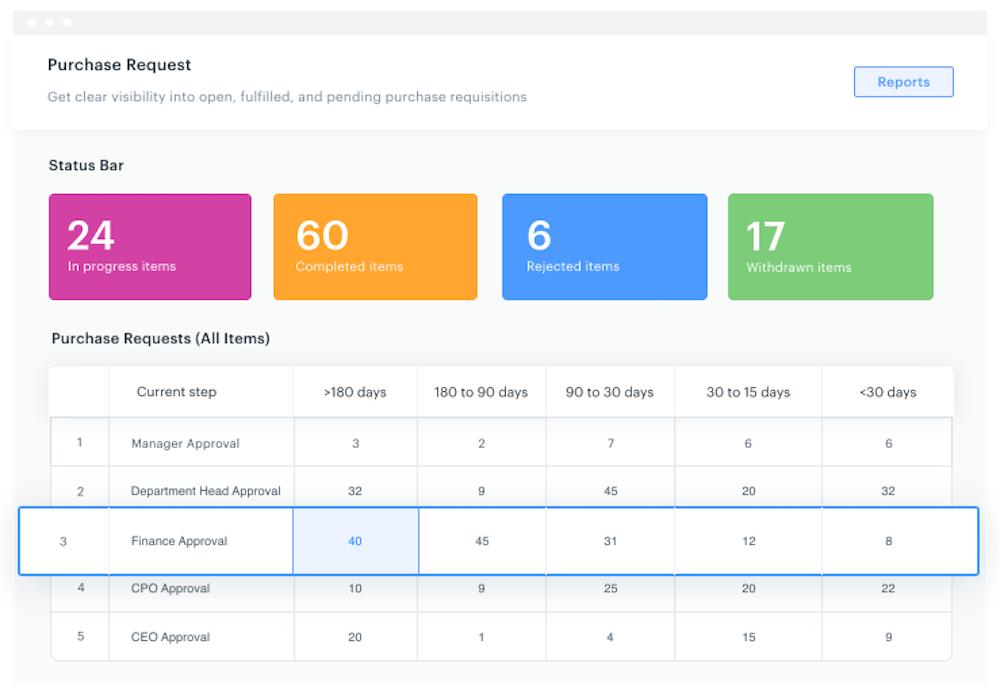 Purchase Request
Get clear visibility into open, fulfilled, and pending purchase requisitions
Reports
Status Bar
24
In progress items
60
Completed items
6
Rejected items
17
Withdrawn items
Purchase Requests (All Items)
Current step >180 days 180 to 90 days 90 to 30 days 30 to 15 days <30 days
1 Manager Approval 3 2 7 6 6
2 Department Head Approval 32 9 45 20 32
3 Finance Approval 40 45 31 12 8
4 CPO Approval 10 9 25 20 22
5 CEO Approval 20 1 4 15 9